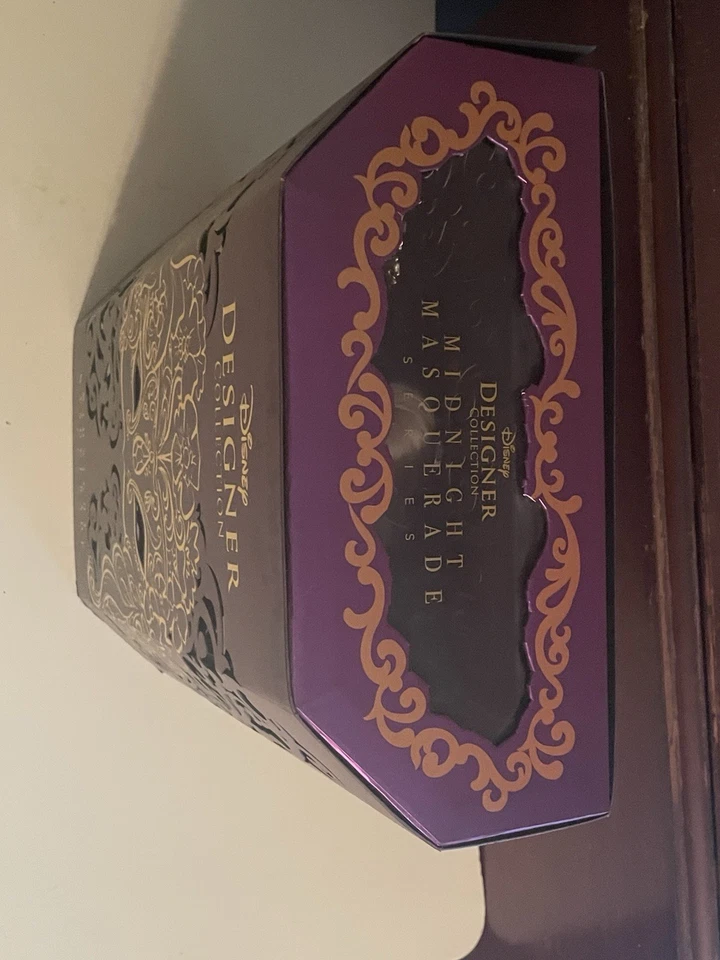 Disney
DESIGNER
COLLECTION
Disney
DESIGNER
COLLECTION
MIDNIGHT
MASQUERADE
SERIES